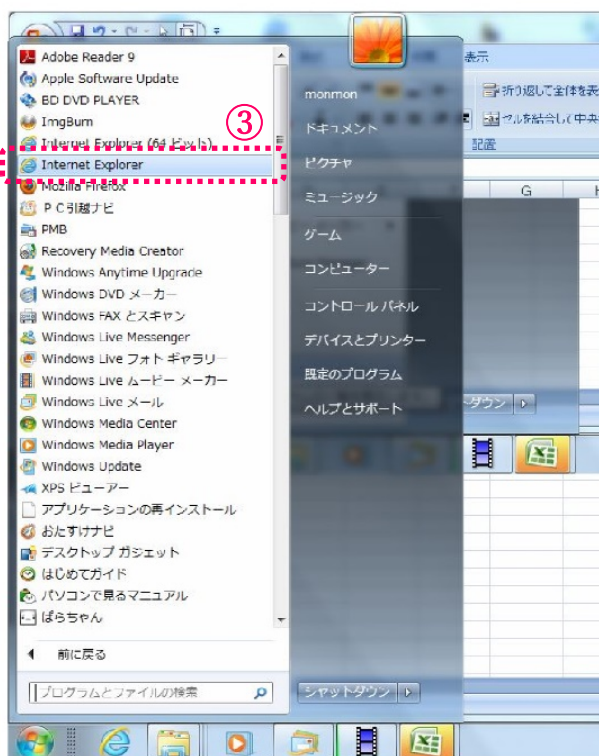 Adobe Reader 9
Apple Software Update
BD DVD PLAYER
ImgBurn
Internet Explorer (64 ビット)
③
Internet Explorer
Mozilla Firefox
ＰＣ引越ナビ
PMB
Recovery Media Creator
Windows Anytime Upgrade
Windows DVD メーカー
Windows FAX とスキャン
Windows Live Messenger
Windows Live フォト ギャラリー
Windows Live ムービー メーカー
Windows Live メール
Windows Media Center
Windows Media Player
Windows Update
XPS ビューアー
アプリケーションの再インストール
おたすけナビ
デスクトップ ガジェット
はじめてガイド
パソコンで見るマニュアル
ぱらちゃん
前に戻る
プログラムとファイルの検索
monmon
ドキュメント
ピクチャ
ミュージック
ゲーム
コンピューター
コントロール パネル
デバイスとプリンター
既定のプログラム
ヘルプとサポート
シャットダウン
表示
折り返して全体を表
セルを結合して中央
配置
G
トダウン